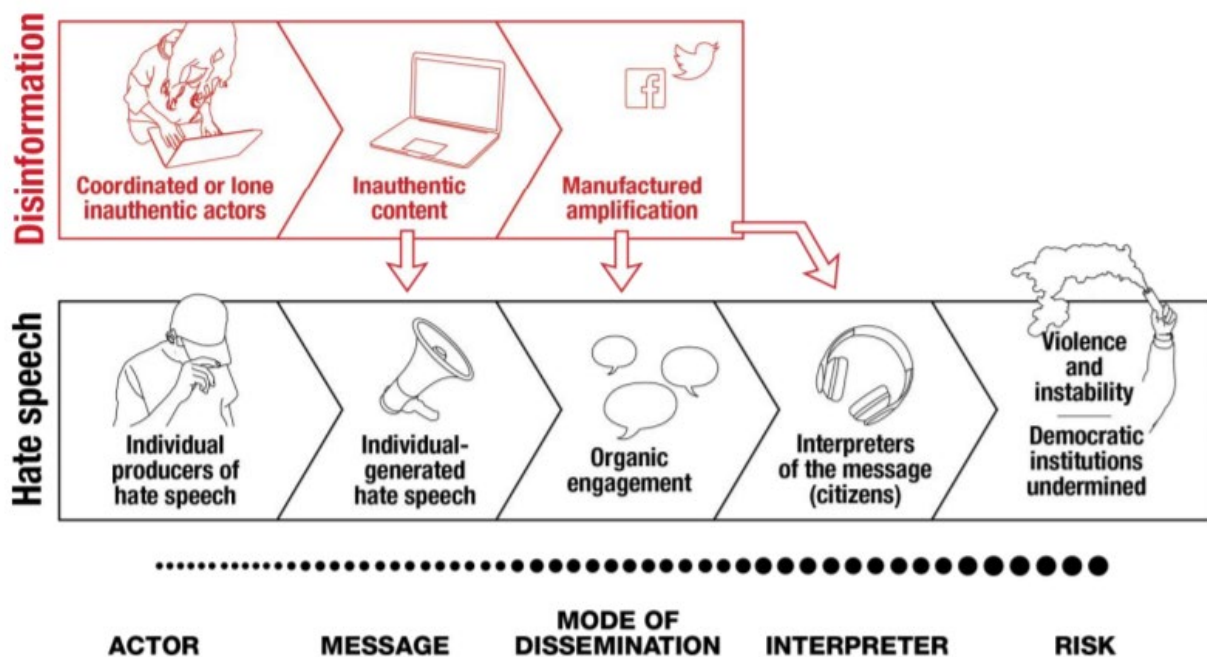 Disinformation
Coordinated or lone
inauthentic actors
Inauthentic
content
Manufactured
amplification
Hate speech
Individual
producers of
hate speech
Individual-
generated
hate speech
Organic
engagement
Interpreters
of the message
(citizens)
Violence
and
instability
Democratic
institutions
undermined
ACTOR
MESSAGE
MODE OF
DISSEMINATION
INTERPRETER
RISK